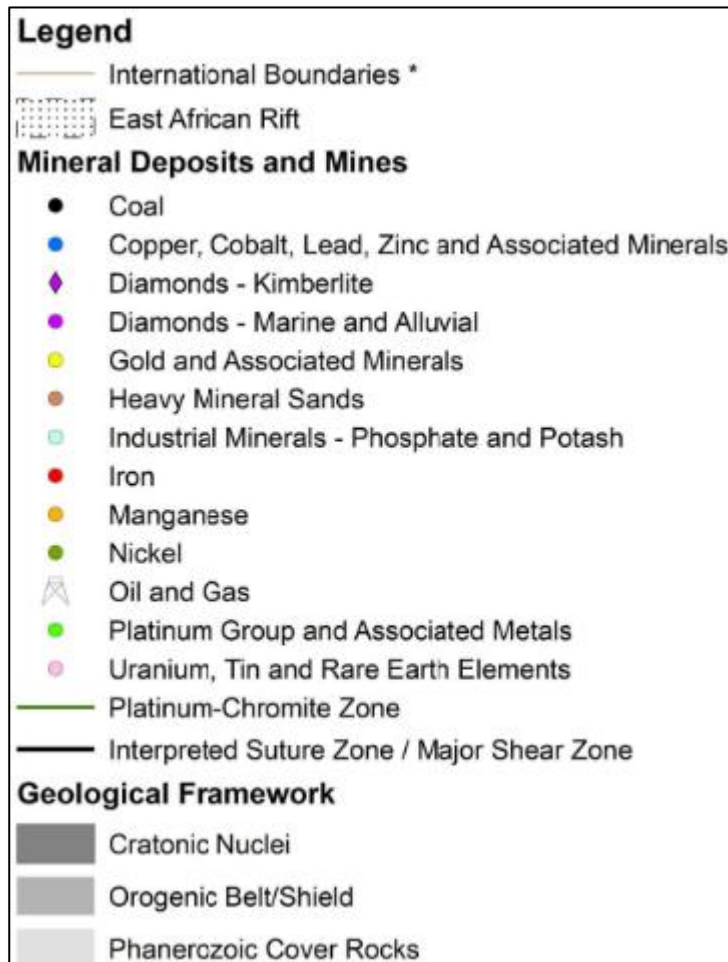 Legend
International Boundaries *
East African Rift
Mineral Deposits and Mines
Coal
Copper, Cobalt, Lead, Zinc and Associated Minerals
Diamonds - Kimberlite
Diamonds - Marine and Alluvial
Gold and Associated Minerals
Heavy Mineral Sands
Industrial Minerals - Phosphate and Potash
Iron
Manganese
Nickel
Oil and Gas
Platinum Group and Associated Metals
Uranium, Tin and Rare Earth Elements
Platinum-Chromite Zone
Interpreted Suture Zone / Major Shear Zone
Geological Framework
Cratonic Nuclei
Orogenic Belt/Shield
Phanerczoic Cover Rocks